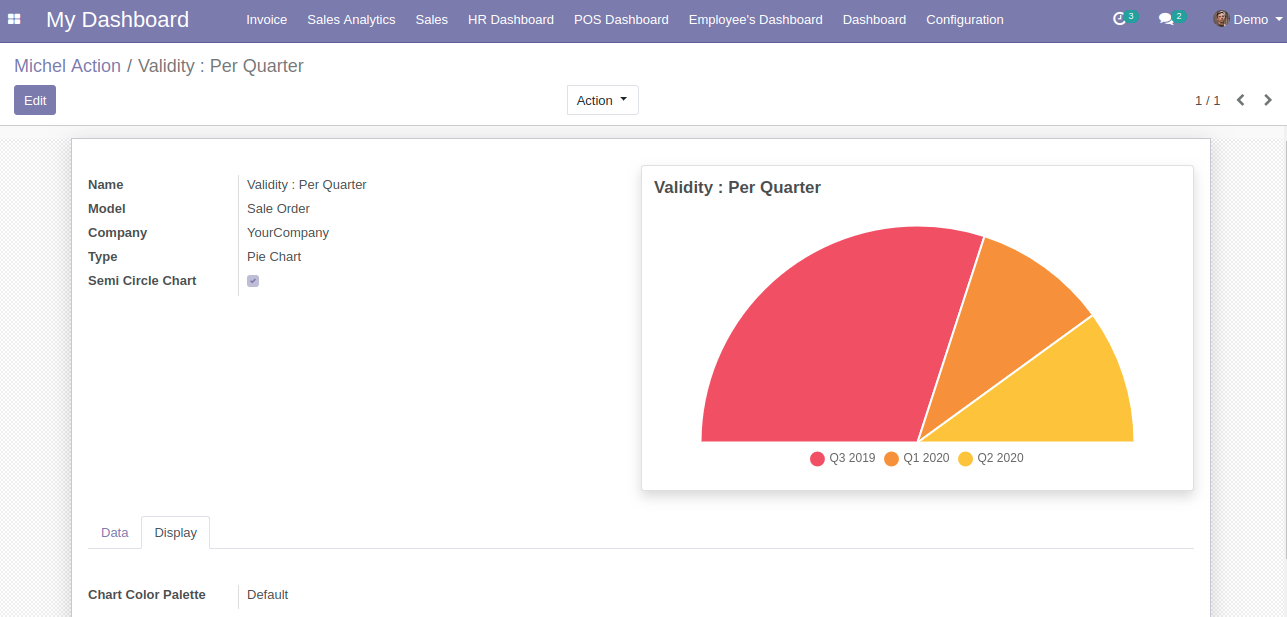 My Dashboard Invoice Sales Analytics Sales HR Dashboard POS Dashboard Employee's Dashboard Dashboard Configuration 3 2 Demo
Michel Action / Validity : Per Quarter
Edit Action 1 / 1
Name Validity : Per Quarter
Model Sale Order
Company YourCompany
Type Pie Chart
Semi Circle Chart
Validity : Per Quarter
Q3 2019 Q1 2020 Q2 2020
Data Display
Chart Color Palette Default